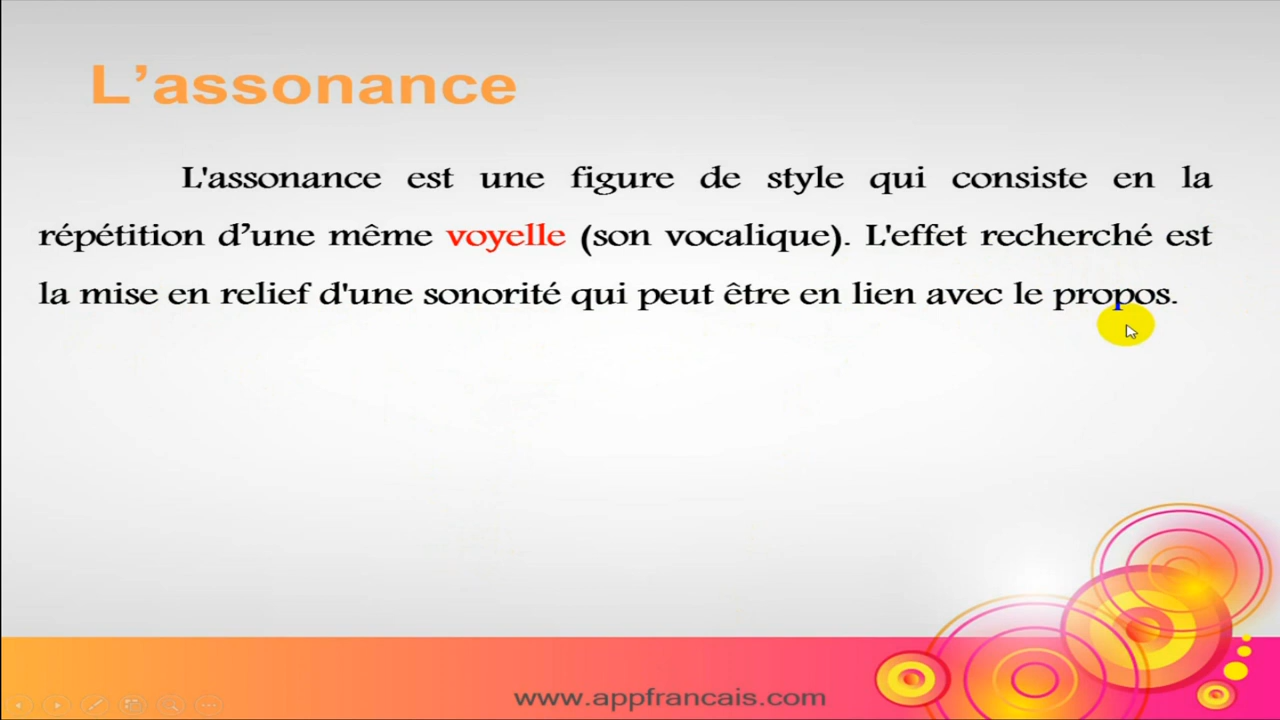 L’assonance
L'assonance est une figure de style qui consiste en la
répétition d’une même voyelle (son vocalique). L'effet recherché est
la mise en relief d'une sonorité qui peut être en lien avec le propos.
www.appfrancais.com